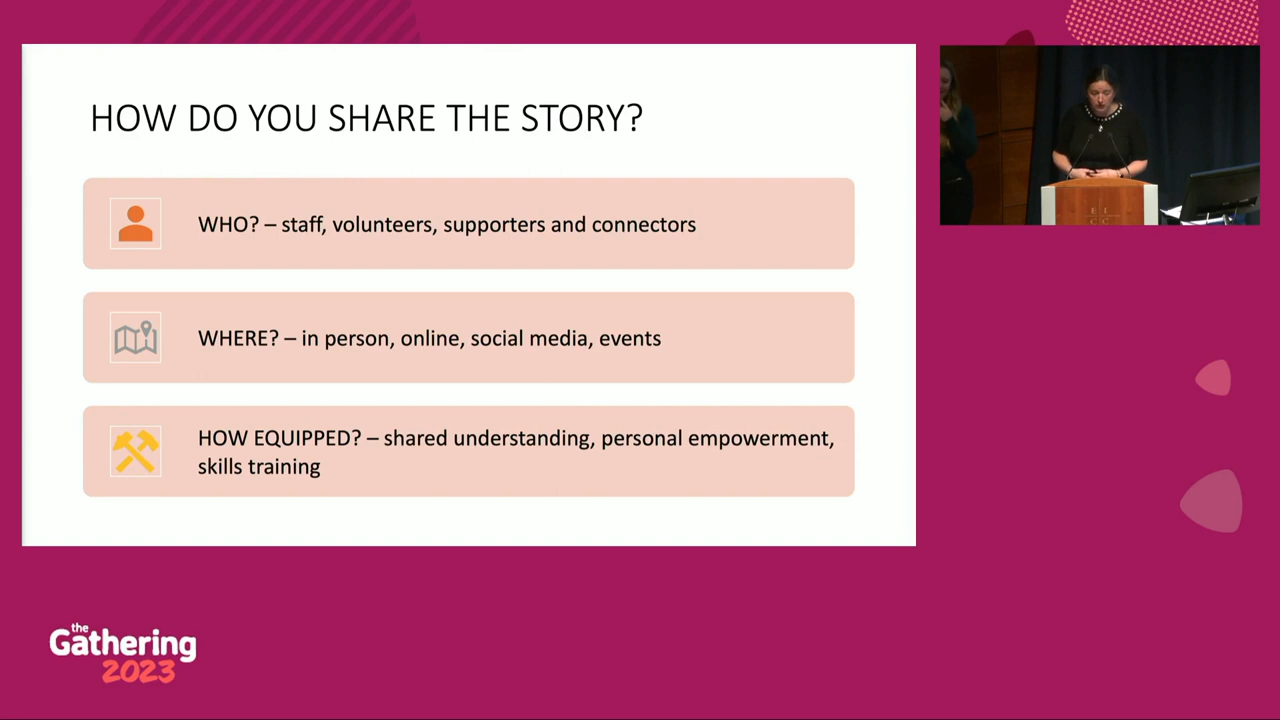 HOW DO YOU SHARE THE STORY?
WHO? – staff, volunteers, supporters and connectors
WHERE? – in person, online, social media, events
HOW EQUIPPED? – shared understanding, personal empowerment,
skills training
E I
C C
the
Gathering
2023